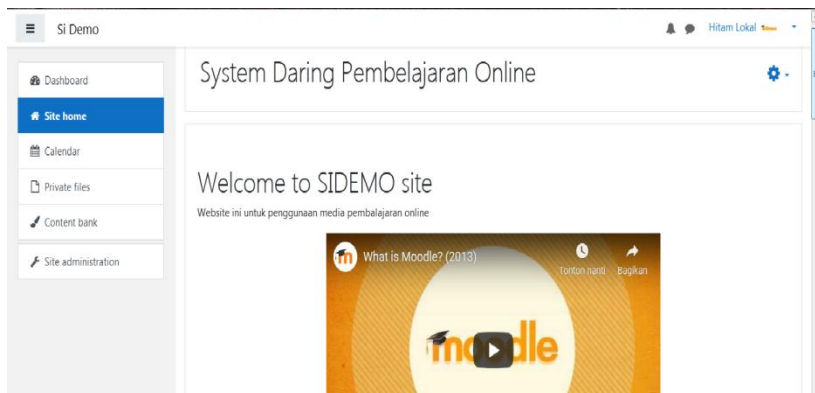 Si Demo
Hitam Lokal
Dashboard
Site home
Calendar
Private files
Content bank
Site administration
System Daring Pembelajaran Online
Welcome to SIDEMO site
Website ini untuk penggunaan media pembalajaran online
What is Moodle? (2013)
Tonton nanti
Bagikan
moodle